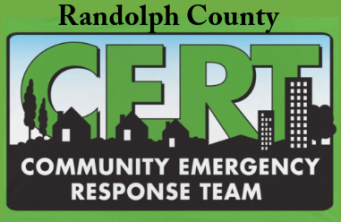 Randolph County
CERT
COMMUNITY EMERGENCY
RESPONSE TEAM